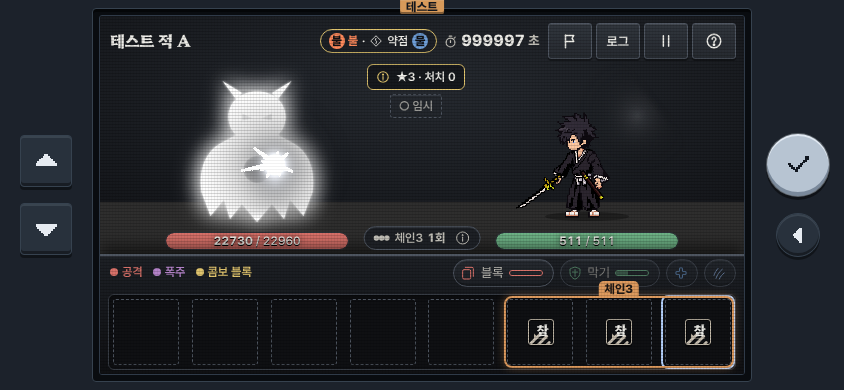 테스트
테스트 적 A
불 불 · 약점 물
999997 초
로그
★3 · 처치 0
임시
22730 / 22960
체인3 1회
511 / 511
공격 폭주 콤보 블록
블록
막기
체인3
참 참 참